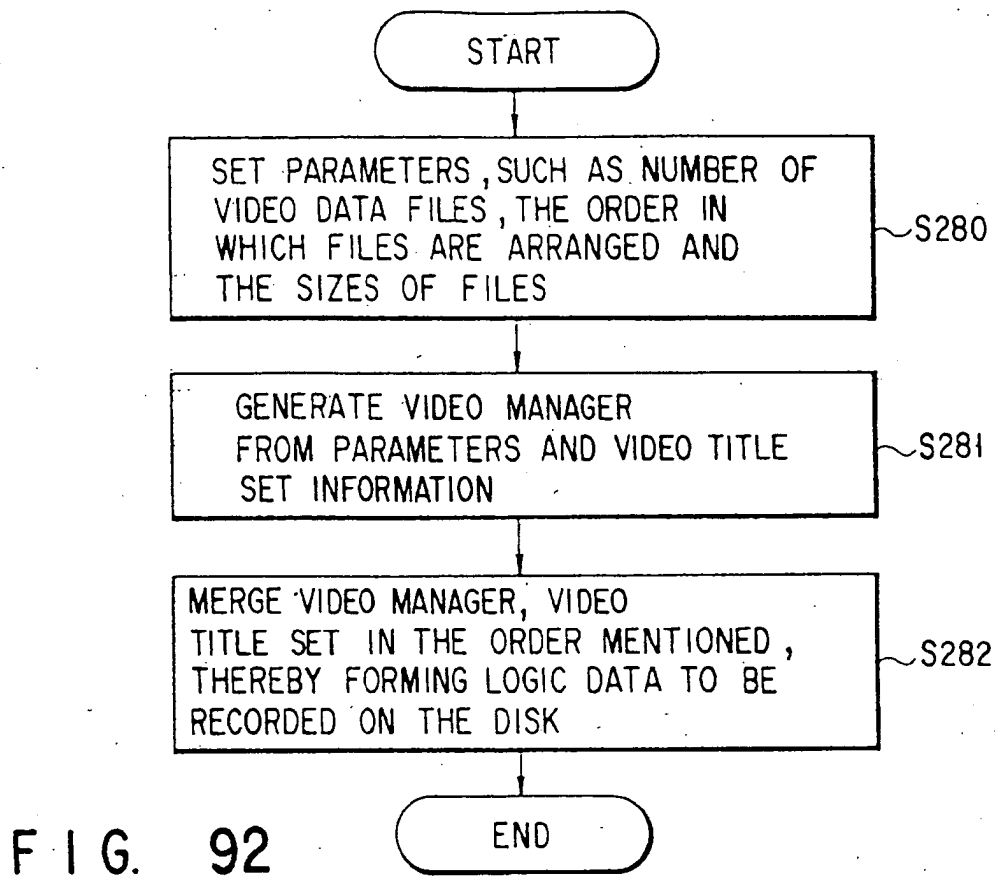 START
SET PARAMETERS, SUCH AS NUMBER OF
VIDEO DATA FILES, THE ORDER IN
WHICH FILES ARE ARRANGED AND
THE SIZES OF FILES
S280
GENERATE VIDEO MANAGER
FROM PARAMETERS AND VIDEO TITLE
SET INFORMATION
S281
MERGE VIDEO MANAGER, VIDEO
TITLE SET IN THE ORDER MENTIONED,
THEREBY FORMING LOGIC DATA TO BE
RECORDED ON THE DISK
S282
END
FIG. 92